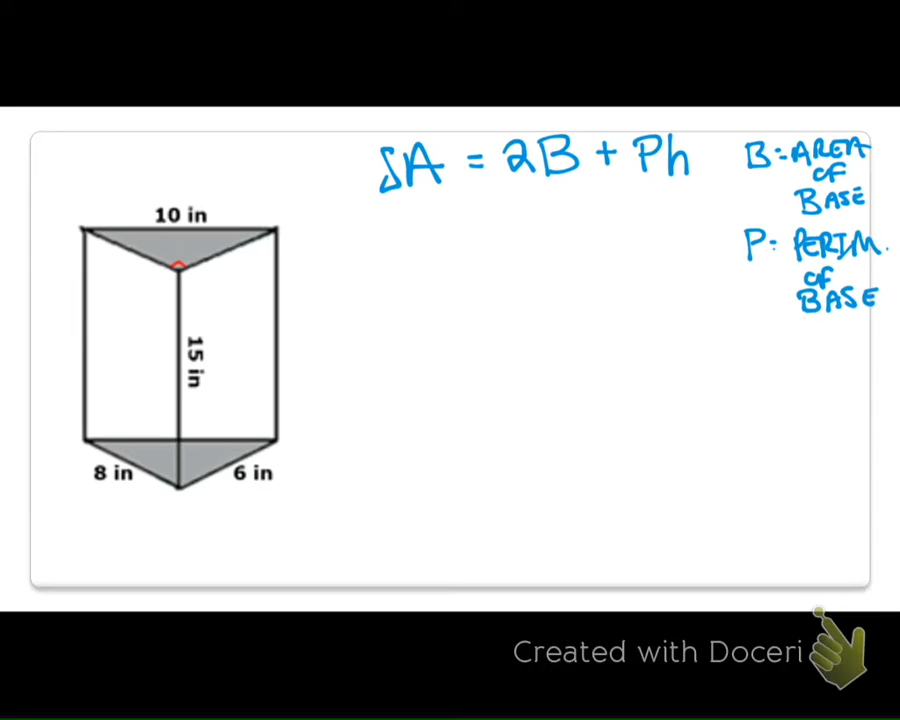 SA = 2B + Ph
B = AREA
OF
BASE
P = PERIM.
OF
BASE
10 in
15 in
8 in
6 in
Created with Doceri